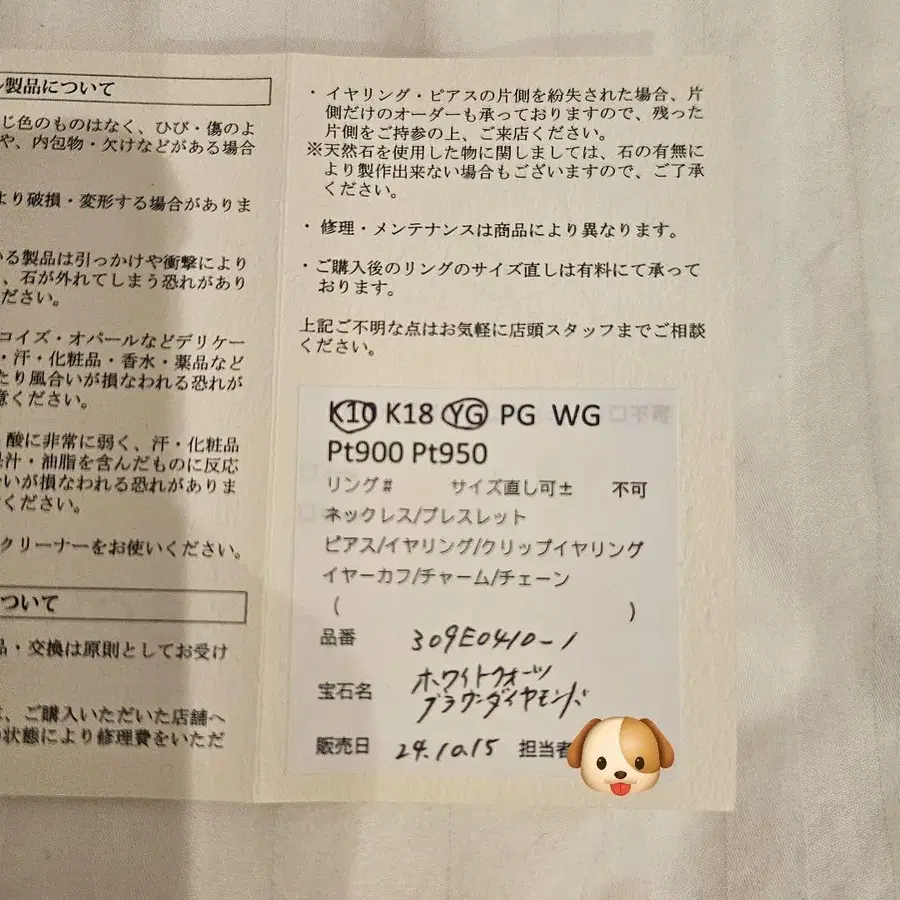 製品について
じ色のものはなく、ひび・傷のよ
や、内包物・欠けなどがある場合
より破損・変形する場合がありま
いる製品は引っかけや衝撃により
、石が外れてしまう恐れがあり
ださい。
コイズ・オパールなどデリケー
・汗・化粧品・香水・薬品など
たり風合いが損なわれる恐れが
意ください。
酸に非常に弱く、汗・化粧品
果汁・油脂を含んだものに反応
いが損なわれる恐れがありま
ください。
クリーナーをお使いください。
ついて
品・交換は原則としてお受け
は、ご購入いただいた店舗へ
の状態により修理費をいただ
・イヤリング・ピアスの片側を紛失された場合、片
側だけのオーダーも承っておりますので、残った
片側をご持参の上、ご来店ください。
※天然石を使用した物に関しましては、石の有無に
より製作出来ない場合もございますので、ご了承
ください。
・修理・メンテナンスは商品により異なります。
・ご購入後のリングのサイズ直しは有料にて承って
おります。
上記ご不明な点はお気軽に店頭スタッフまでご相談
ください。
K10 K18 YG PG WG
Pt900 Pt950
リング# サイズ直し可± 不可
ネックレス/ブレスレット
ピアス/イヤリング/クリップイヤリング
イヤーカフ/チャーム/チェーン
( )
品番 309E0410-1
宝石名 ホワイトクォーツ
ブラウンダイヤモンド
販売日 24.10.15 担当者